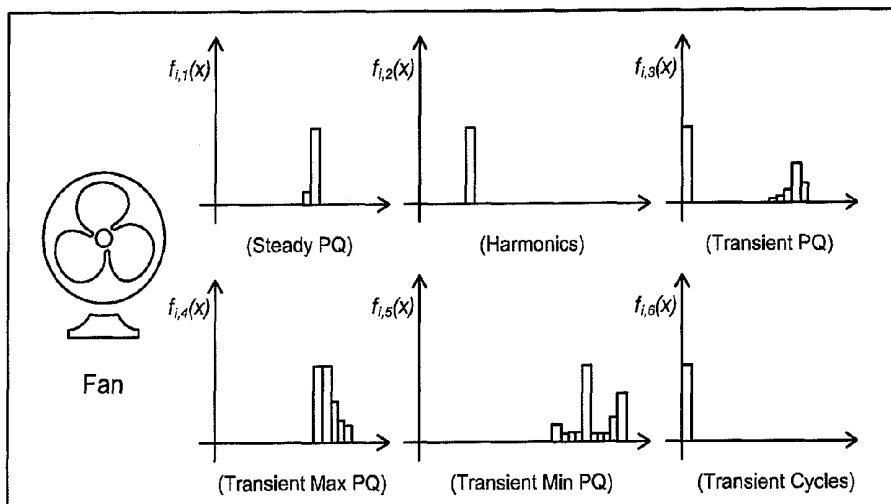 f_{i,1}(x)
f_{i,2}(x)
f_{i,3}(x)
(Steady PQ)
(Harmonics)
(Transient PQ)
Fan
f_{i,4}(x)
f_{i,5}(x)
f_{i,6}(x)
(Transient Max PQ)
(Transient Min PQ)
(Transient Cycles)